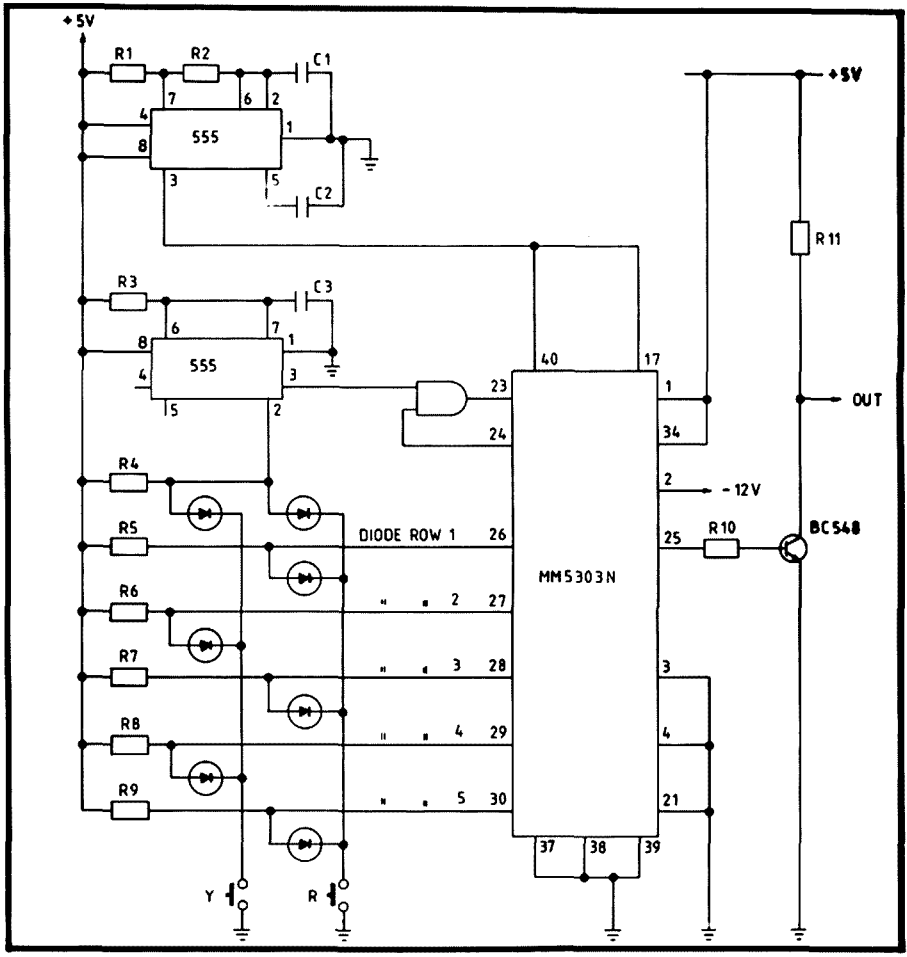 +5V
R1 R2 C1
7 6 2
4 555 1
8
3 5
C2
+5V
R11
R3 C3
6 7
8 555 1
4 3
5 2
40 17
23 1
OUT
24 34
R4
2 -12V
R5 DIODE ROW 1 26
25 R10 BC548
MM5303N
R6 " " 2 27
R7 " " 3 28
3
R8 " " 4 29
4
R9 " " 5 30
21
37 38 39
Y R